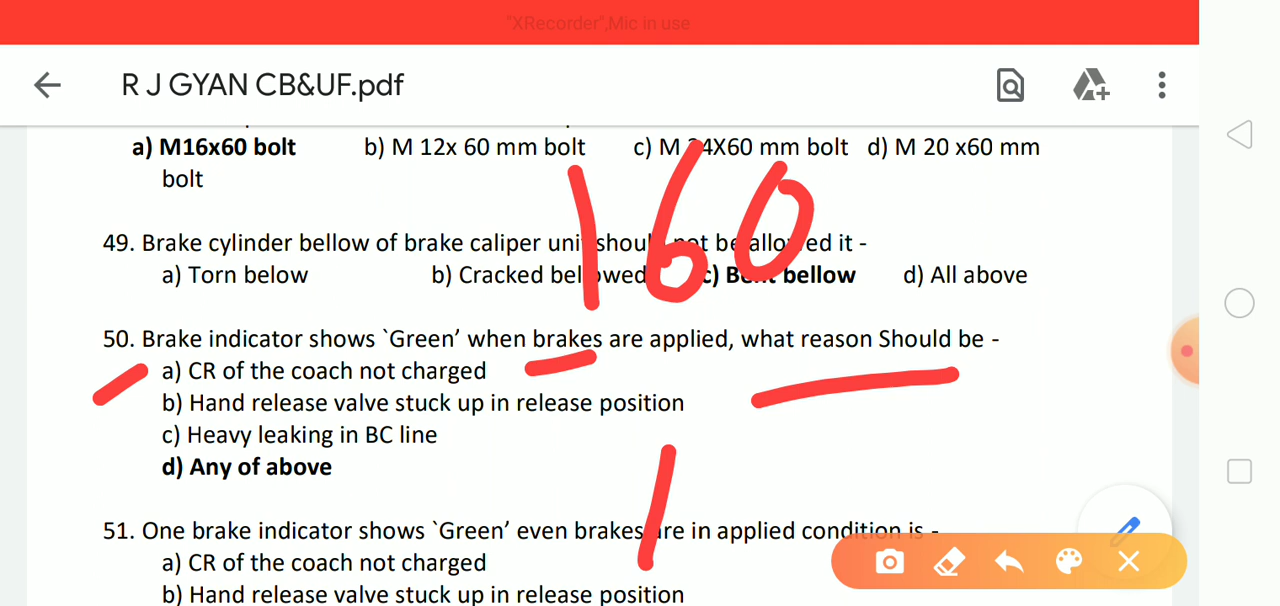 "XRecorder",Mic in use
R J GYAN CB&UF.pdf
a) M16x60 bolt b) M 12x 60 mm bolt c) M 24X60 mm bolt d) M 20 x60 mm
bolt
160
49. Brake cylinder bellow of brake caliper unit should not be allowed it -
a) Torn below b) Cracked bellowed c) Bent bellow d) All above
50. Brake indicator shows `Green’ when brakes are applied, what reason Should be -
a) CR of the coach not charged
b) Hand release valve stuck up in release position
c) Heavy leaking in BC line
d) Any of above
51. One brake indicator shows `Green’ even brakes are in applied condition is -
a) CR of the coach not charged
b) Hand release valve stuck up in release position